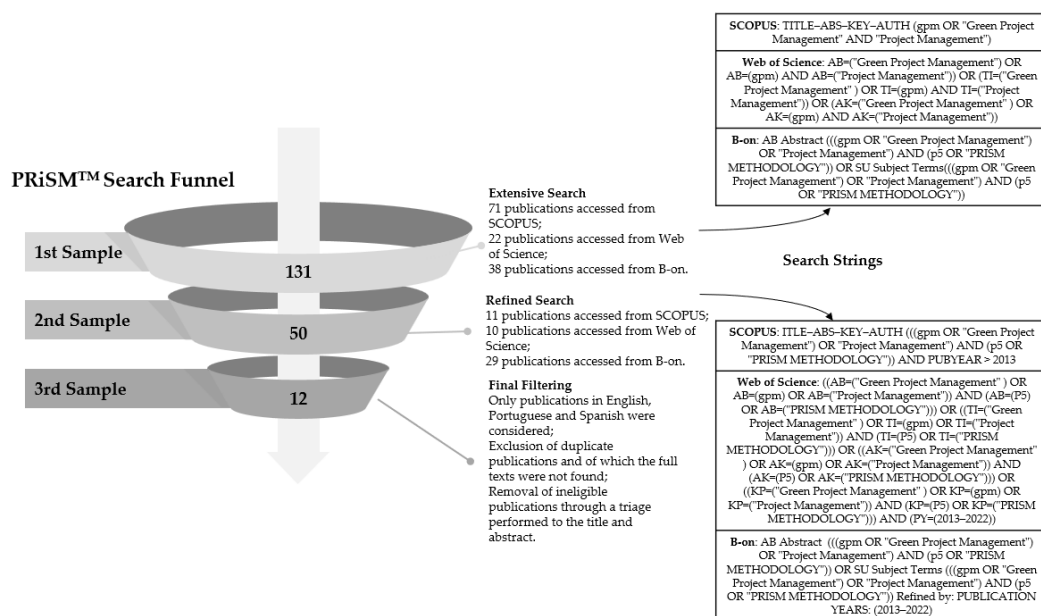 PRiSM™ Search Funnel
1st Sample
131
2nd Sample
50
3rd Sample
12
Extensive Search
71 publications accessed from
SCOPUS;
22 publications accessed from Web
of Science;
38 publications accessed from B-on.
Refined Search
11 publications accessed from SCOPUS;
10 publications accessed from Web of
Science;
29 publications accessed from B-on.
Final Filtering
Only publications in English,
Portuguese and Spanish were
considered;
Exclusion of duplicate
publications and of which the full
texts were not found;
Removal of ineligible
publications through a triage
performed to the title and
abstract.
SCOPUS: TITLE–ABS–KEY–AUTH (gpm OR "Green Project
Management" AND "Project Management")
Web of Science: AB=("Green Project Management") OR
AB=(gpm) AND AB=("Project Management")) OR (TI=("Green
Project Management" ) OR TI=(gpm) AND TI=("Project
Management")) OR (AK=("Green Project Management" ) OR
AK=(gpm) AND AK=("Project Management"))
B-on: AB Abstract (((gpm OR "Green Project Management")
OR "Project Management") AND (p5 OR "PRISM
METHODOLOGY")) OR SU Subject Terms(((gpm OR "Green
Project Management") OR "Project Management") AND (p5
OR "PRISM METHODOLOGY"))
Search Strings
SCOPUS: ITLE–ABS–KEY–AUTH (((gpm OR "Green Project
Management") OR "Project Management") AND (p5 OR
"PRISM METHODOLOGY")) AND PUBYEAR > 2013
Web of Science: ((AB=("Green Project Management" ) OR
AB=(gpm) OR AB=("Project Management")) AND (AB=(P5)
OR AB=("PRISM METHODOLOGY"))) OR ((TI=("Green
Project Management" ) OR TI=(gpm) OR TI=("Project
Management")) AND (TI=(P5) OR TI=("PRISM
METHODOLOGY"))) OR ((AK=("Green Project Management"
) OR AK=(gpm) OR AK=("Project Management")) AND
(AK=(P5) OR AK=("PRISM METHODOLOGY"))) OR
((KP=("Green Project Management" ) OR KP=(gpm) OR
KP=("Project Management")) AND (KP=(P5) OR KP=("PRISM
METHODOLOGY"))) AND (PY=(2013–2022))
B-on: AB Abstract (((gpm OR "Green Project Management")
OR "Project Management") AND (p5 OR "PRISM
METHODOLOGY")) OR SU Subject Terms (((gpm OR "Green
Project Management") OR "Project Management") AND (p5
OR "PRISM METHODOLOGY")) Refined by: PUBLICATION
YEARS: (2013–2022)